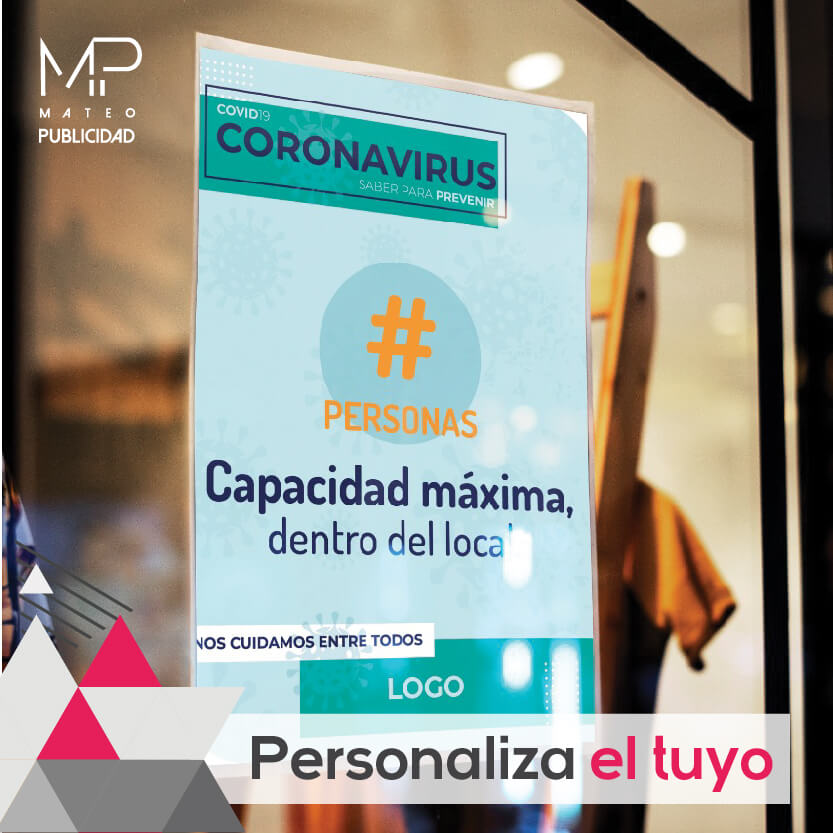 MP
MATEO
PUBLICIDAD
COVID19
CORONAVIRUS
SABER PARA PREVENIR
#
PERSONAS
Capacidad máxima,
dentro del local
NOS CUIDAMOS ENTRE TODOS
LOGO
Personaliza el tuyo